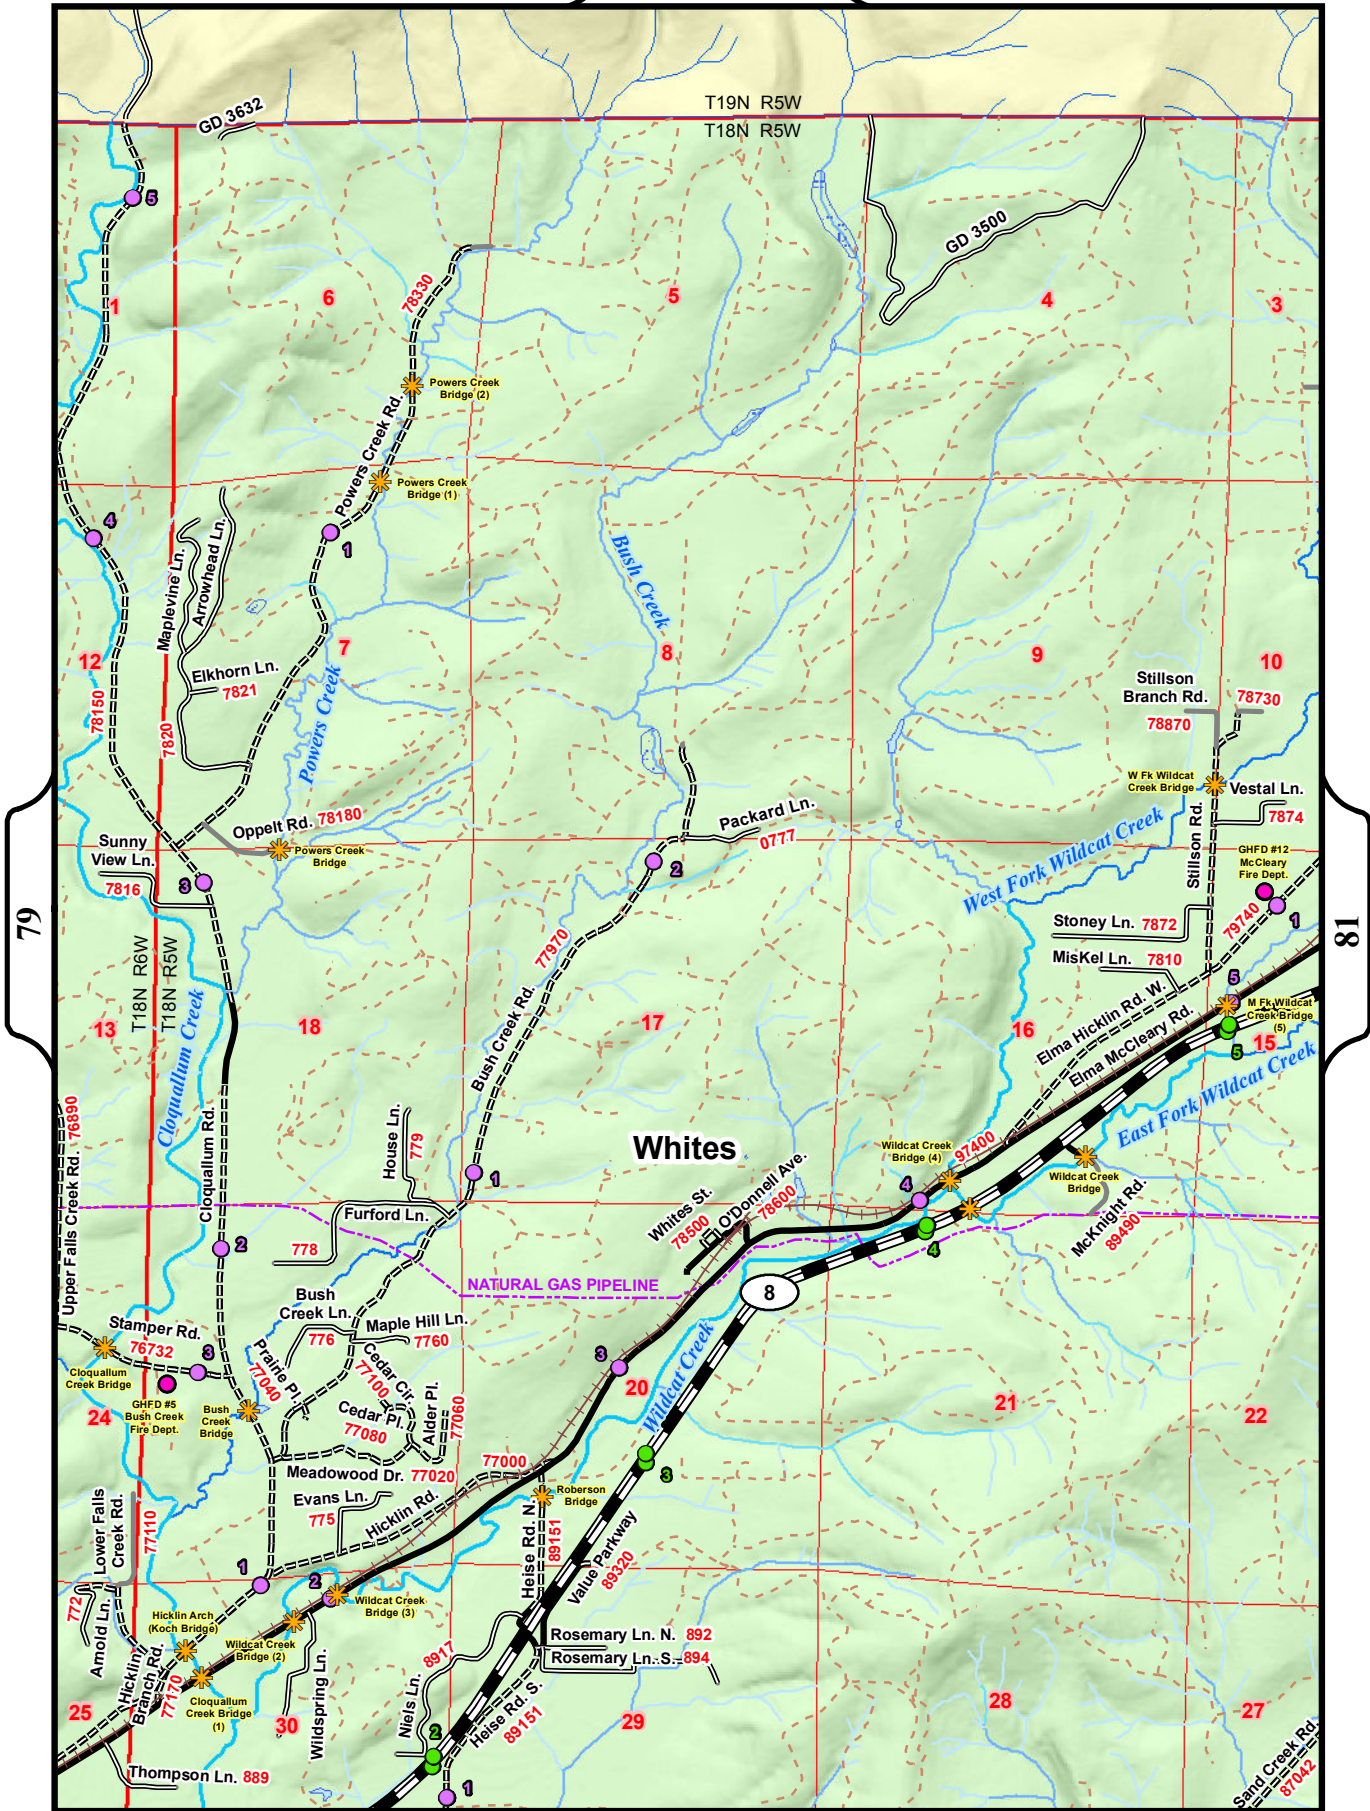 T19N R5W
T18N R5W
GD 3632
5
GD 3500
1
6
78330
5
4
3
Powers Creek
Bridge (2)
Powers Creek Rd.
Powers Creek
Bridge (1)
4
1
Maplevine Ln.
Arrowhead Ln.
Bush Creek
12
7
8
9
10
Elkhorn Ln.
7821
Stillson
Branch Rd.
78730
78870
78150
7820
Powers Creek
W Fk Wildcat
Creek Bridge
Vestal Ln.
7874
Packard Ln.
0777
Oppelt Rd. 78180
Powers Creek
Bridge
Sunny
View Ln.
7816
3
2
Stillson Rd.
GHFD #12
McCleary
Fire Dept.
West Fork Wildcat Creek
79
81
79740
1
Stoney Ln. 7872
MisKel Ln. 7810
77970
T18N R6W
T18N R5W
Cloquallum Creek
5
M Fk Wildcat
Creek Bridge
(5)
13
18
17
16
15
5
Bush Creek Rd.
Elma Hicklin Rd. W.
Elma McCleary Rd.
East Fork Wildcat Creek
76890
Upper Falls Creek Rd.
Cloquallum Rd.
House Ln.
779
Whites
Wildcat Creek
Bridge (4)
97400
Wildcat Creek
Bridge
1
4
Furford Ln.
Whites St.
78500
O'Donnell Ave.
78600
McKnight Rd.
89490
2
778
4
NATURAL GAS PIPELINE
8
Bush
Creek Ln.
776
Maple Hill Ln.
7760
Stamper Rd.
76732
3
Cloquallum
Creek Bridge
GHFD #5
Bush Creek
Fire Dept.
Prairie Pl.
77040
Cedar Cir.
77100
3
20
Wildcat Creek
24
Bush
Creek
Bridge
Cedar Pl.
77080
Alder Pl.
77060
21
22
Meadowood Dr. 77020
77000
3
Evans Ln.
775
Hicklin Rd.
Roberson
Bridge
Lower Falls
Creek Rd.
77110
Heise Rd. N.
89151
Value Parkway
89320
1
2
772
Arnold Ln.
Hicklin Arch
(Koch Bridge)
Wildcat Creek
Bridge (3)
Wildcat Creek
Bridge (2)
Rosemary Ln. N. 892
Rosemary Ln. S. 894
8917
Hicklin
Branch Rd.
77170
Cloquallum
Creek Bridge
(1)
Wildspring Ln.
Niels Ln.
Heise Rd. S.
89151
25
30
29
28
27
2
Thompson Ln. 889
1
Sand Creek Rd.
87042